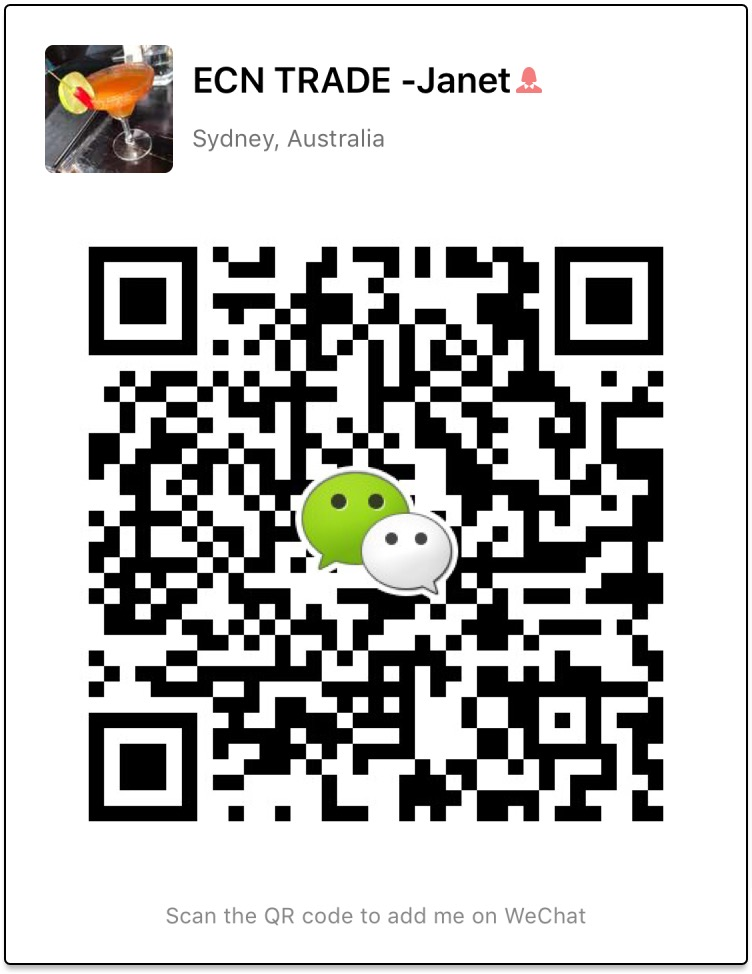 ECN TRADE -Janet
Sydney, Australia
Scan the QR code to add me on WeChat